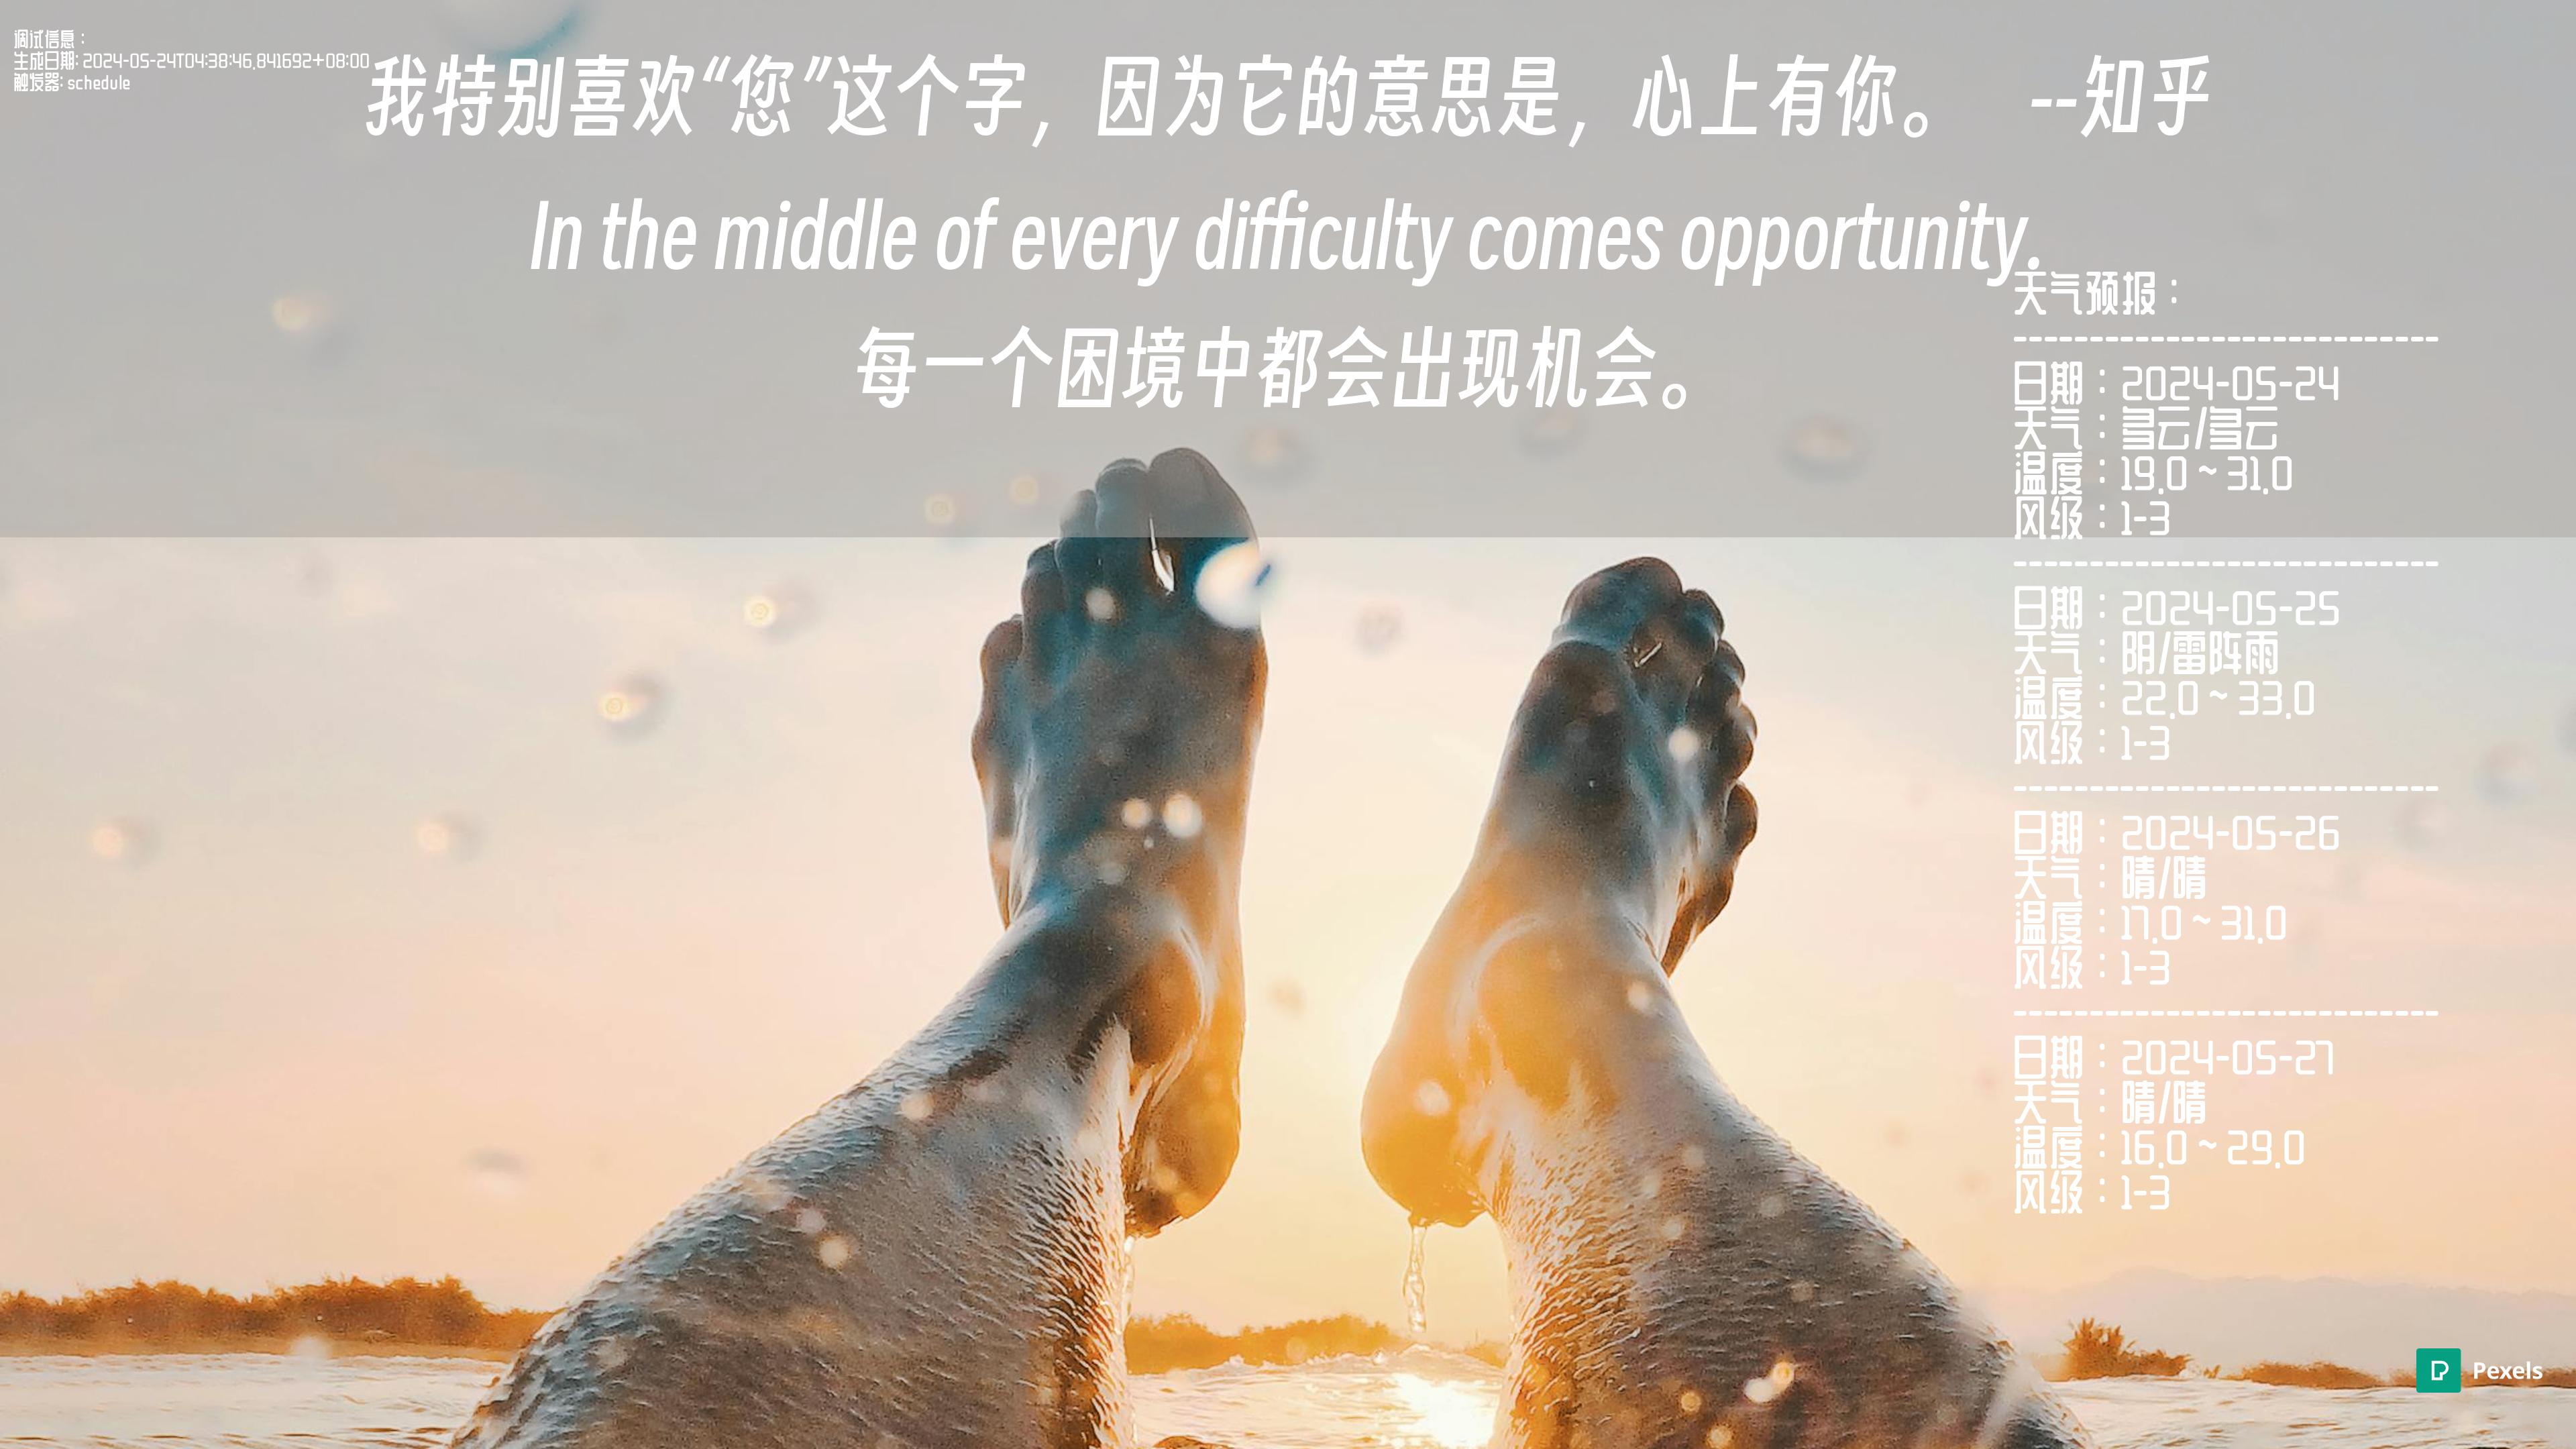 调试信息：
生成日期: 2024-05-24T04:38:46.841692+08:00
触发器: schedule
我特别喜欢“您”这个字，因为它的意思是，心上有你。 --知乎
In the middle of every difficulty comes opportunity.
每一个困境中都会出现机会。
天气预报：
------------------------------
日期：2024-05-24
天气：多云/多云
温度：19.0 ~ 31.0
风级：1-3
------------------------------
日期：2024-05-25
天气：阴/雷阵雨
温度：22.0 ~ 33.0
风级：1-3
------------------------------
日期：2024-05-26
天气：晴/晴
温度：17.0 ~ 31.0
风级：1-3
------------------------------
日期：2024-05-27
天气：晴/晴
温度：16.0 ~ 29.0
风级：1-3
Pexels